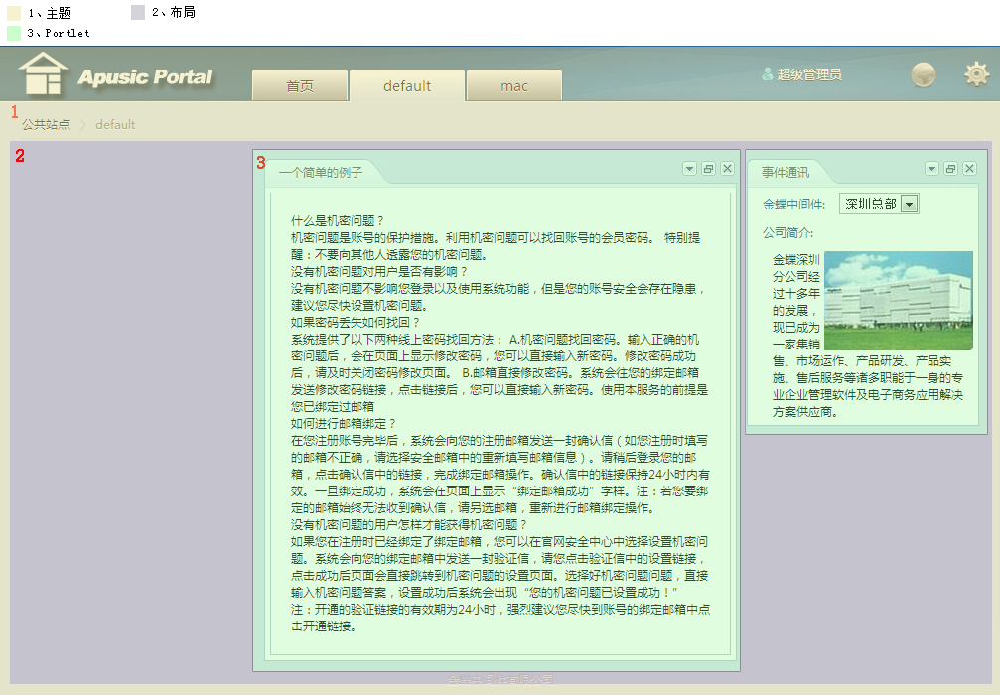 1、主题
2、布局
3、Portlet
Apusic Portal
首页
default
mac
超级管理员
1
公共站点
default
2
3
一个简单的例子
什么是机密问题？
机密问题是账号的保护措施。利用机密问题可以找回账号的会员密码。 特别提
醒：不要向其他人透露您的机密问题。
没有机密问题对用户是否有影响？
没有机密问题不影响您登录以及使用系统功能，但是您的账号安全会存在隐患，
建议您尽快设置机密问题。
如果密码丢失如何找回？
系统提供了以下两种线上密码找回方法： A.机密问题找回密码。输入正确的机
密问题后，会在页面上显示修改密码，您可以直接输入新密码。修改密码成功
后，请及时关闭密码修改页面。 B.邮箱直接修改密码。系统会往您的绑定邮箱
发送修改密码链接，点击链接后，您可以直接输入新密码。使用本服务的前提是
您已绑定过邮箱
如何进行邮箱绑定？
在您注册账号完毕后，系统会向您的注册邮箱发送一封确认信（如您注册时填写
的邮箱不正确，请选择安全邮箱中的重新填写邮箱信息）。请稍后登录您的邮
箱，点击确认信中的链接，完成绑定邮箱操作。确认信中的链接保持24小时内有
效。一旦绑定成功，系统会在页面上显示“绑定邮箱成功”字样。注：若您要绑
定的邮箱始终无法收到确认信，请另选邮箱，重新进行邮箱绑定操作。
没有机密问题的用户怎样才能获得机密问题？
如果您在注册时已经绑定了绑定邮箱，您可以在官网安全中心中选择设置机密问
题。系统会向您的绑定邮箱中发送一封验证信，请您点击验证信中的设置链接，
点击成功后页面会直接跳转到机密问题的设置页面。选择好机密问题问题，直接
输入机密问题答案，设置成功后系统会出现“您的机密问题已设置成功！”
注：开通的验证链接的有效期为24小时，强烈建议您尽快到账号的绑定邮箱中点
击开通链接。
事件通讯
金蝶中间件:
深圳总部
公司简介:
金蝶深圳
分公司经
过十多年
的发展，
现已成为
一家集销
售、市场运作、产品研发、产品实
施、售后服务等诸多职能于一身的专
业企业管理软件及电子商务应用解决
方案供应商。